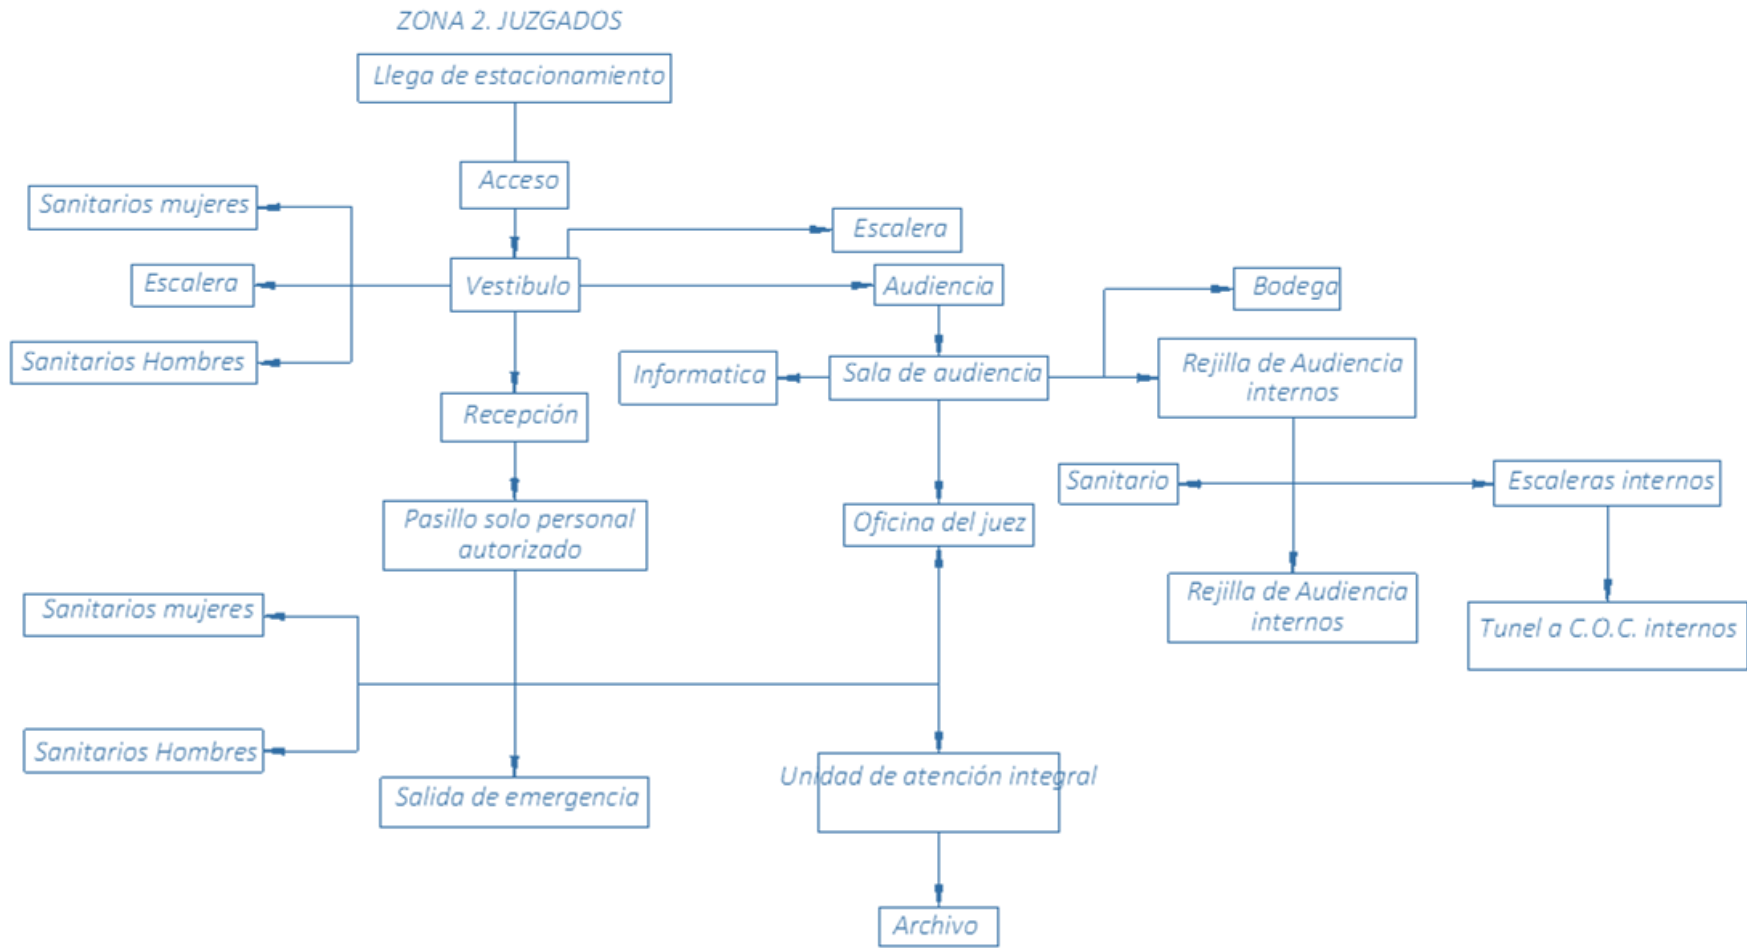 ZONA 2. JUZGADOS
Llega de estacionamiento
Acceso
Sanitarios mujeres
Escalera
Escalera
Vestibulo
Audiencia
Bodega
Sanitarios Hombres
Informatica
Sala de audiencia
Rejilla de Audiencia
internos
Recepción
Sanitario
Escaleras internos
Pasillo solo personal
autorizado
Oficina del juez
Rejilla de Audiencia
internos
Sanitarios mujeres
Tunel a C.O.C. internos
Sanitarios Hombres
Salida de emergencia
Unidad de atención integral
Archivo